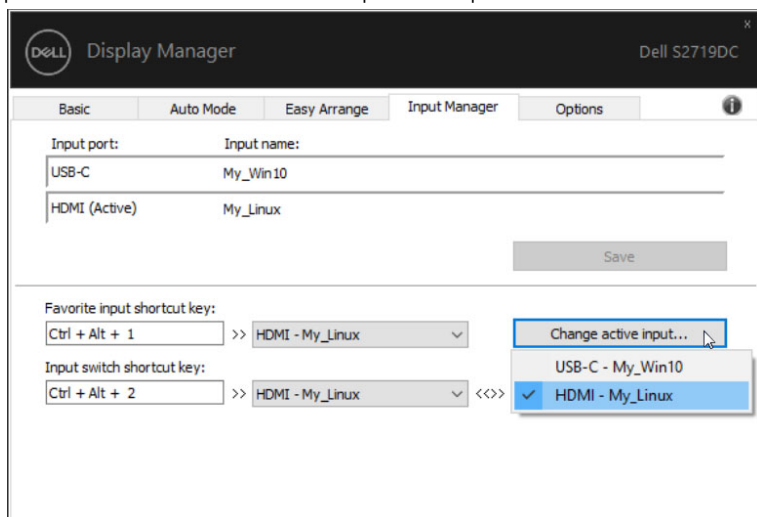 DELL Display Manager Dell S2719DC
x
Basic Auto Mode Easy Arrange Input Manager Options i
Input port: Input name:
USB-C My_Win10
HDMI (Active) My_Linux
Save
Favorite input shortcut key:
Ctrl + Alt + 1 >> HDMI - My_Linux Change active input...
Input switch shortcut key:
USB-C - My_Win10
Ctrl + Alt + 2 >> HDMI - My_Linux <<>> HDMI - My_Linux